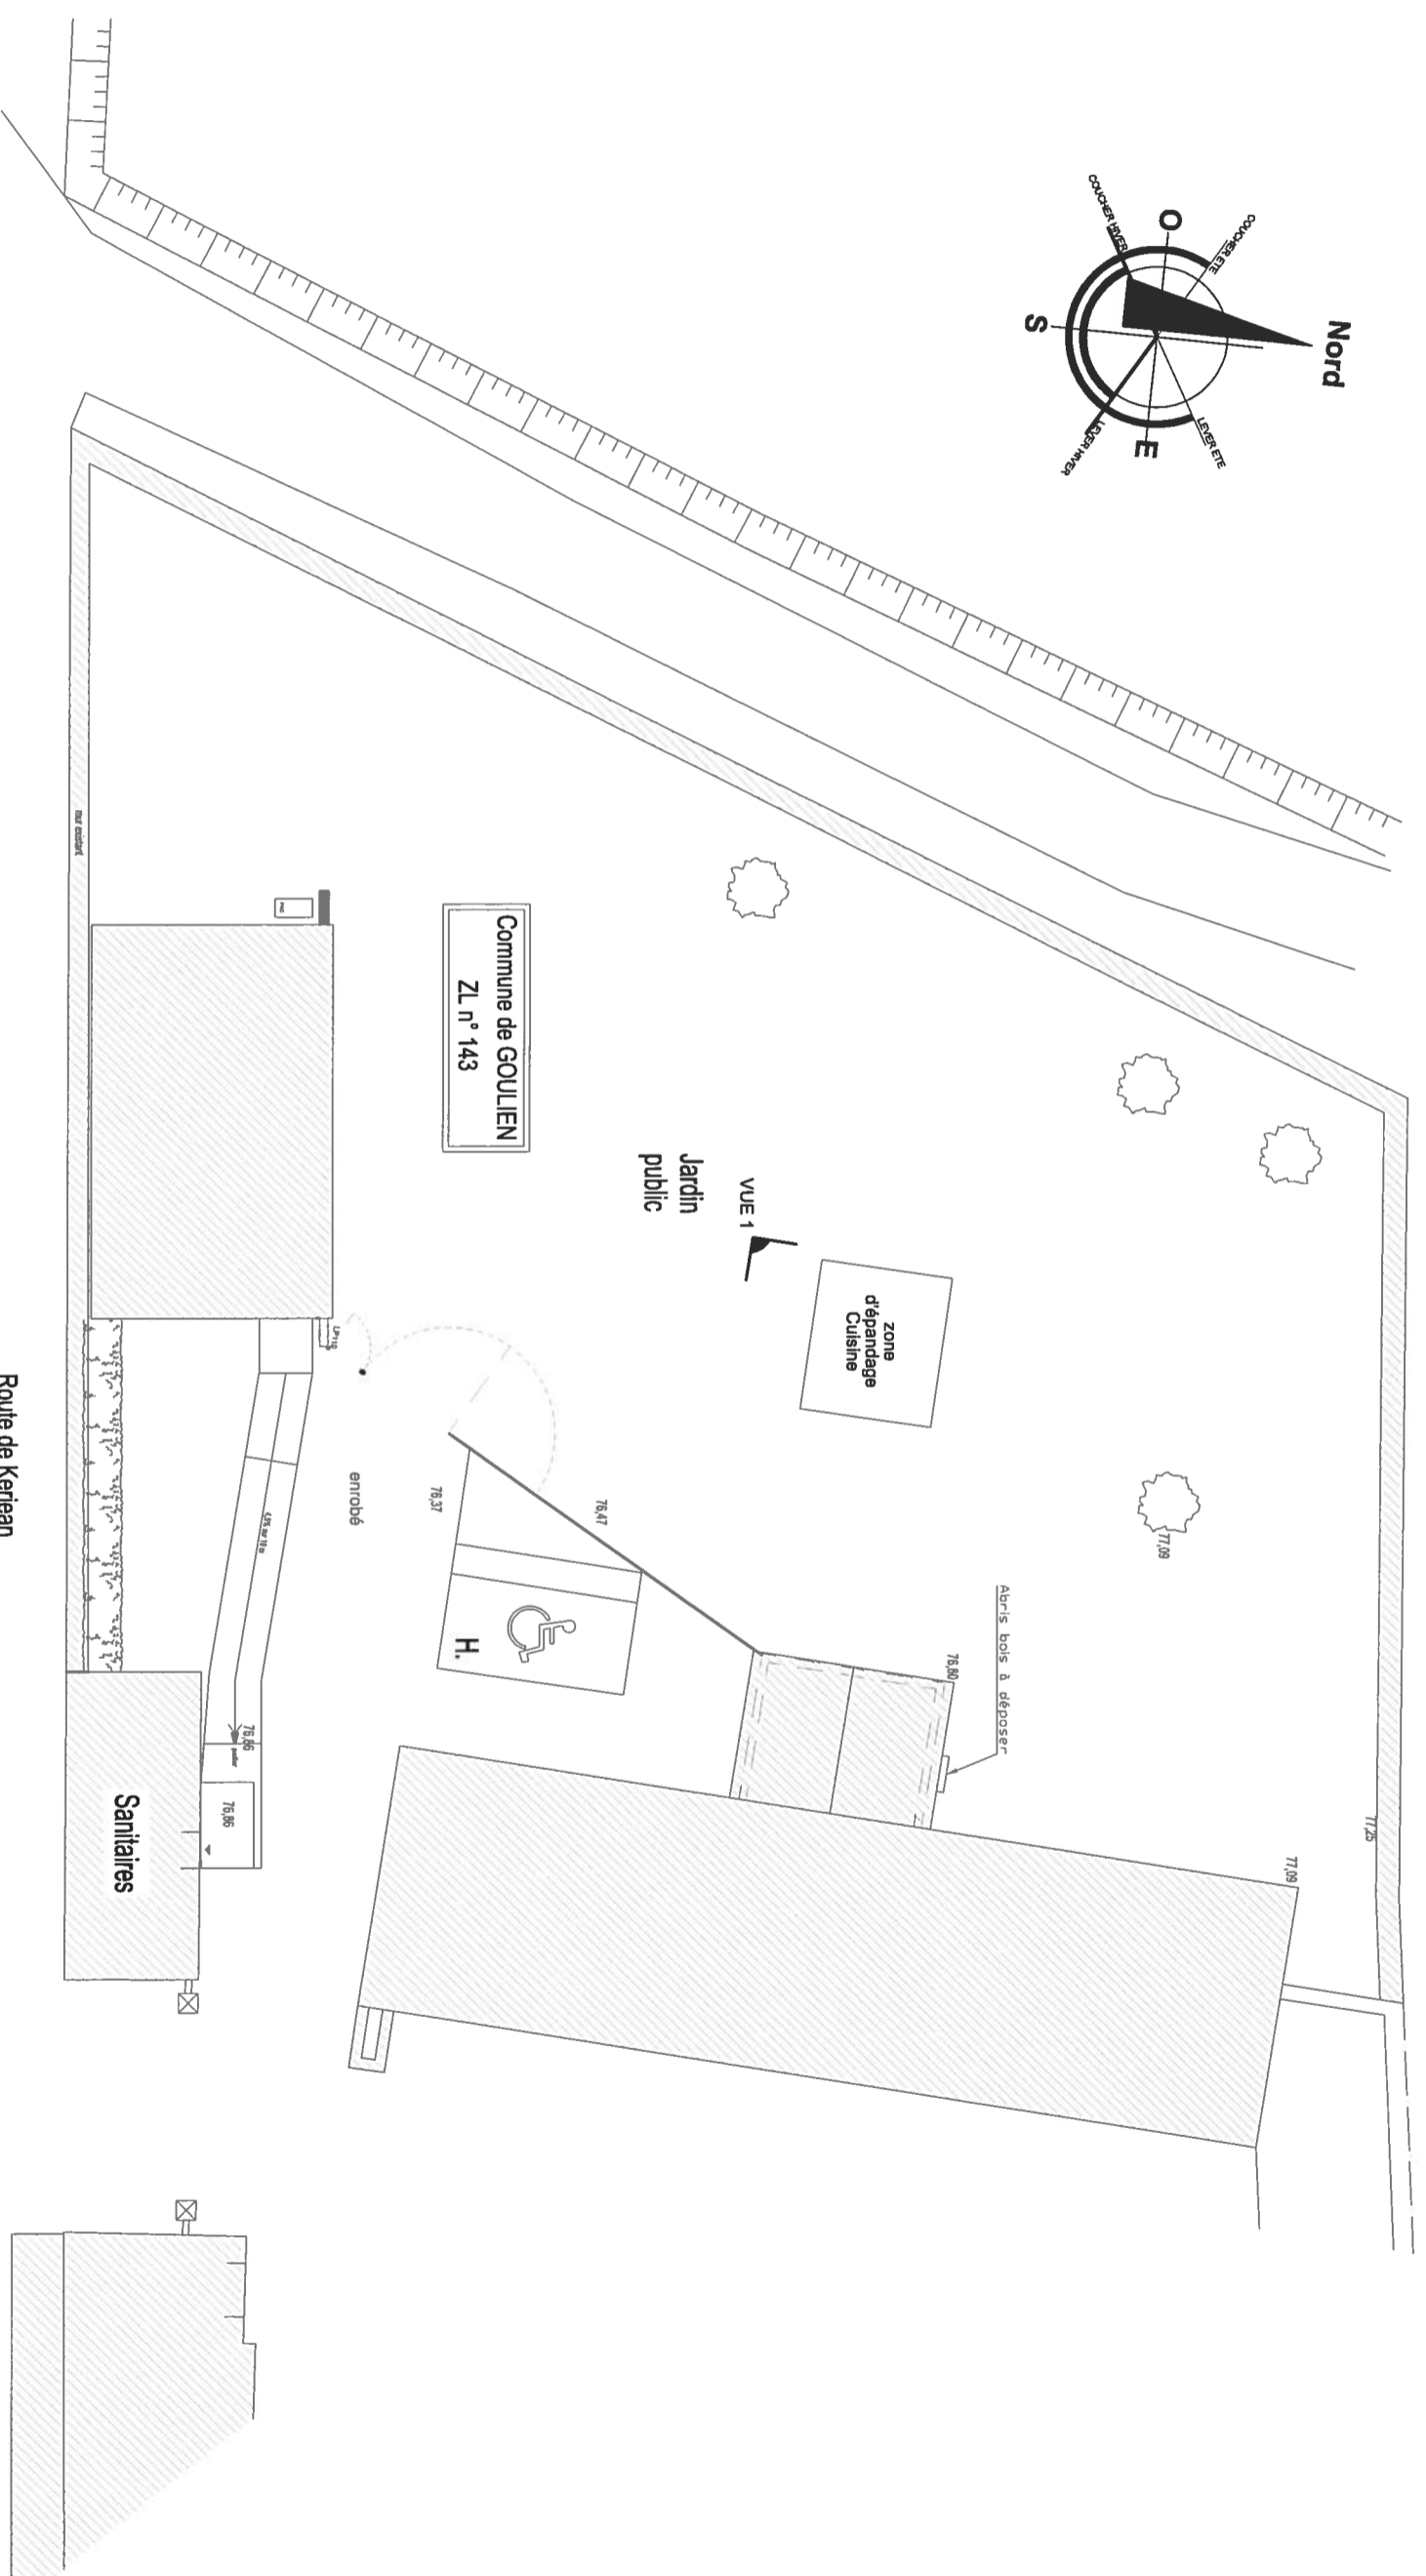 Nord
COUCHER ETE
LEVER ETE
O
E
COUCHER HIVER
LEVER HIVER
S
77,25
77,09
77,09
Abris bois à déposer
76,80
zone
d'épandage
Cuisine
VUE 1
Jardin
public
76,47
Commune de GOULIEN
ZL n° 143
H.
76,37
enrobé
76,86
palier
76,86
Sanitaires
mur existant
Route de Kerjean